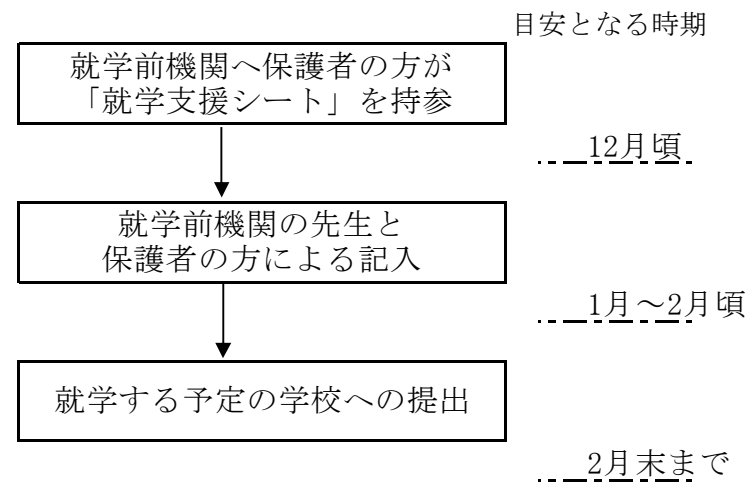 目安となる時期
就学前機関へ保護者の方が
「就学支援シート」を持参
12月頃
就学前機関の先生と
保護者の方による記入
1月～2月頃
就学する予定の学校への提出
2月末まで